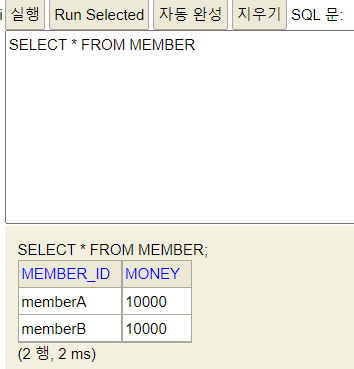 실행 Run Selected 자동 완성 지우기 SQL 문:
SELECT * FROM MEMBER
SELECT * FROM MEMBER;
MEMBER_ID MONEY
memberA 10000
memberB 10000
(2 행, 2 ms)